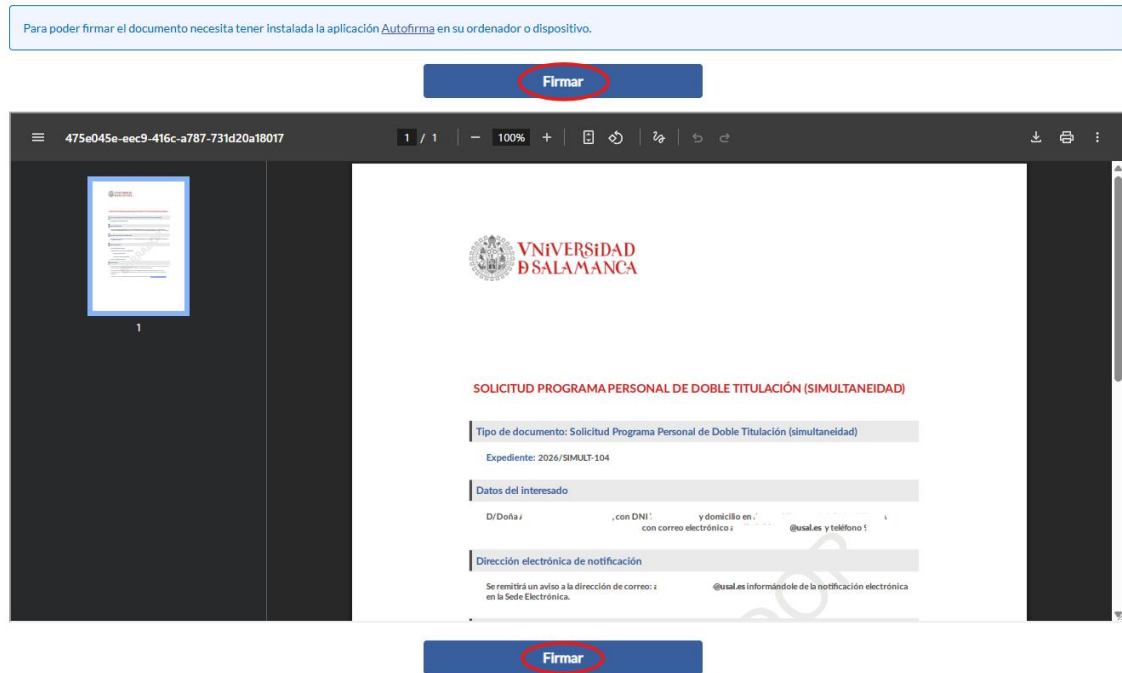 Para poder firmar el documento necesita tener instalada la aplicación Autofirma en su ordenador o dispositivo.
Firmar
475e045e-eec9-416c-a787-731d20a18017
1 / 1
100%
1
VNiVERSiDAD
D SALAMANCA
SOLICITUD PROGRAMA PERSONAL DE DOBLE TITULACIÓN (SIMULTANEIDAD)
Tipo de documento: Solicitud Programa Personal de Doble Titulación (simultaneidad)
Expediente: 2026/SIMULT-104
Datos del interesado
D/Doña , con DNI y domicilio en
con correo electrónico @usal.es y teléfono
Dirección electrónica de notificación
Se remitirá un aviso a la dirección de correo: @usal.es informándole de la notificación electrónica
en la Sede Electrónica.
Firmar